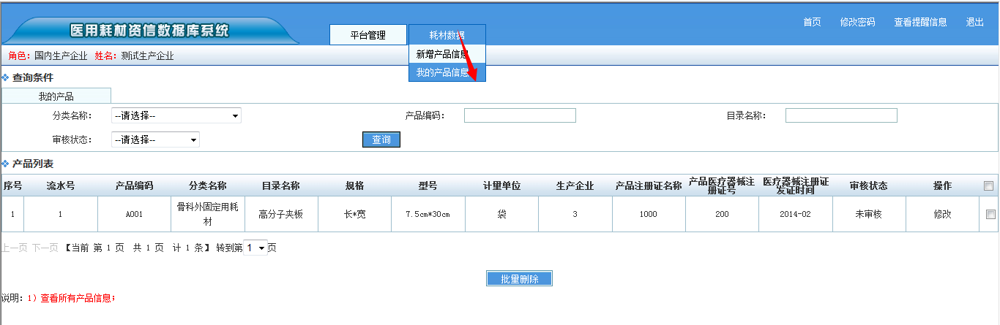 首页 修改密码 查看提醒信息 退出
医用耗材资信数据库系统
平台管理 耗材数据
新增产品信息
角色：国内生产企业 姓名：测试生产企业
我的产品信息
查询条件
我的产品
分类名称： --请选择-- 产品编码： 目录名称：
审核状态： --请选择-- 查询
产品列表
序号 流水号 产品编码 分类名称 目录名称 规格 型号 计量单位 生产企业 产品注册证名称 产品医疗器械注册证号 医疗器械注册证发证时间 审核状态 操作
1 1 A001 骨科外固定用耗材 高分子夹板 长*宽 7.5cm*30cm 袋 3 1000 200 2014-02 未审核 修改
上一页 下一页 【当前 第 1 页 共 1 页 计 1 条】 转到第 1 页
批量删除
说明：1）查看所有产品信息；